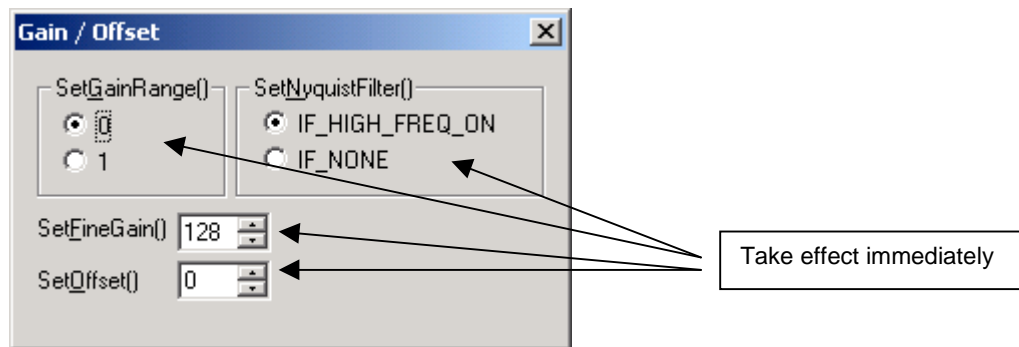 Gain / Offset
SetGainRange()
0
1
SetNyquistFilter()
IF_HIGH_FREQ_ON
IF_NONE
SetFineGain() 128
SetOffset() 0
Take effect immediately